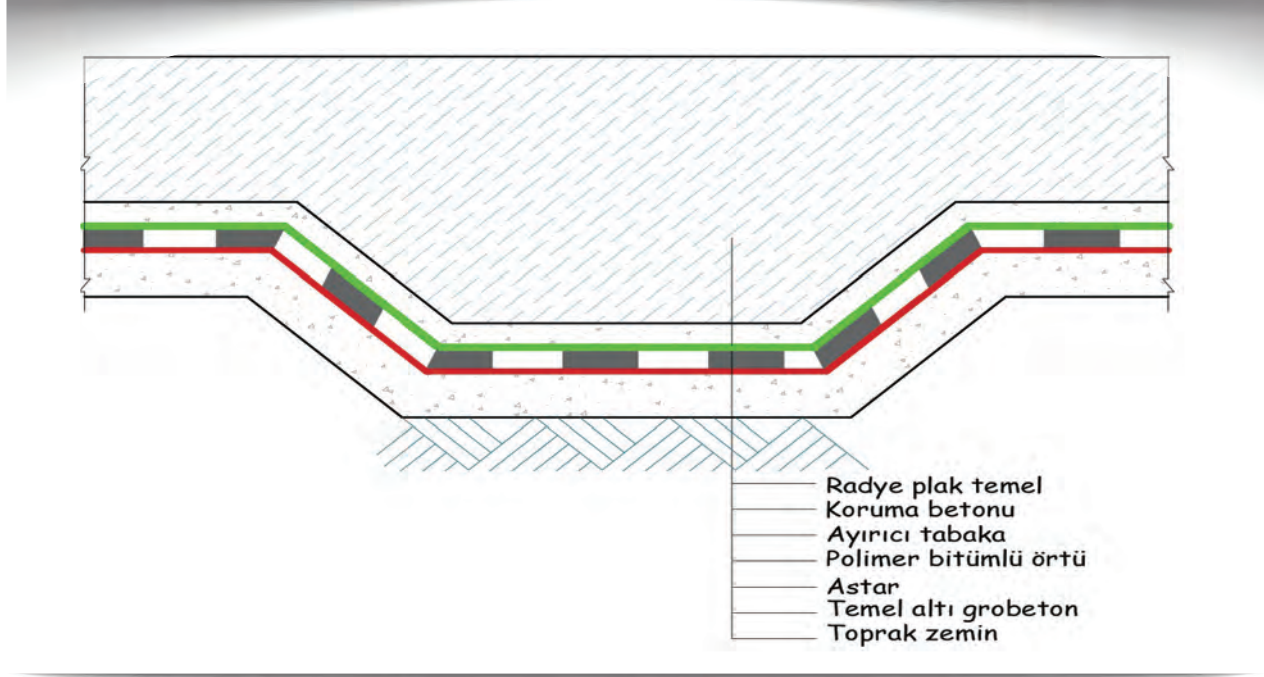 Radye plak temel
Koruma betonu
Ayırıcı tabaka
Polimer bitümlü örtü
Astar
Temel altı grobeton
Toprak zemin